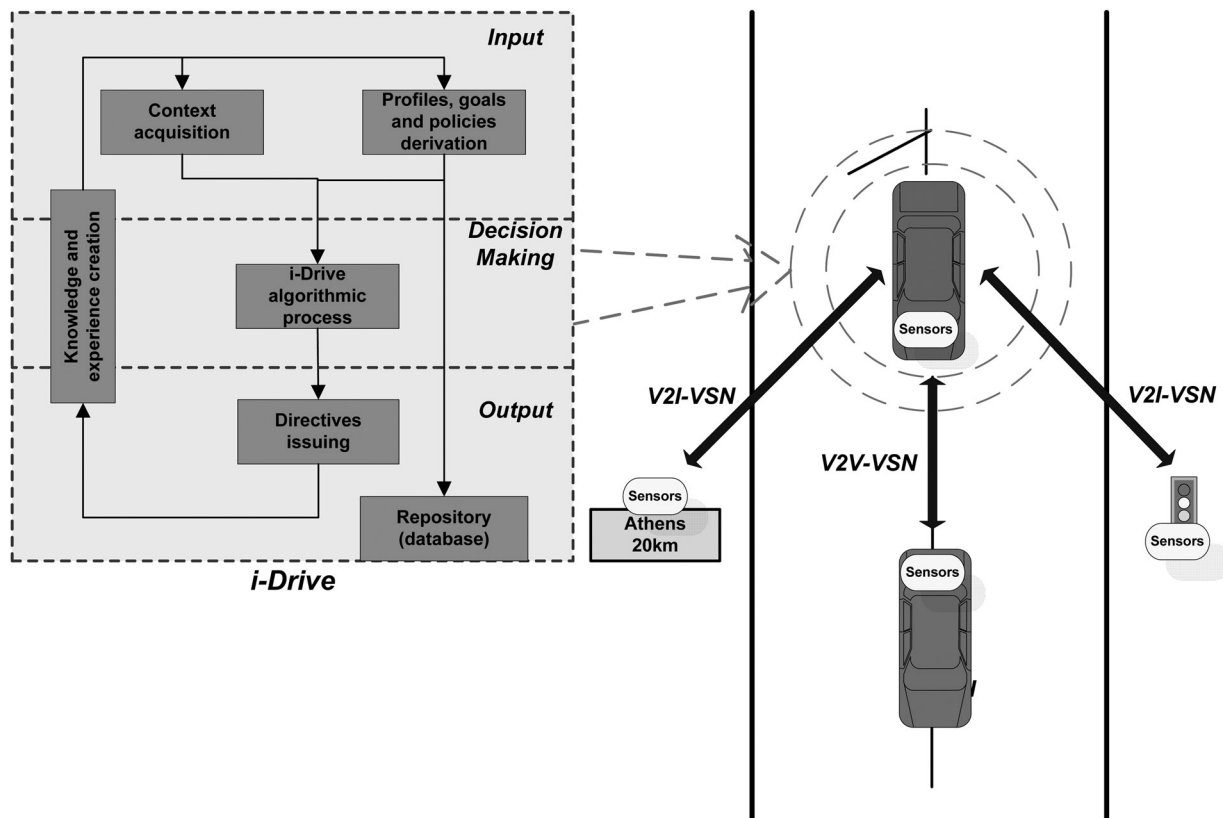 Input
Context
acquisition
Profiles, goals
and policies
derivation
Knowledge and
experience creation
Decision
Making
i-Drive
algorithmic
process
Output
Directives
issuing
Repository
(database)
i-Drive
Sensors
V2I-VSN
V2I-VSN
V2V-VSN
Sensors
Athens
20km
Sensors
Sensors